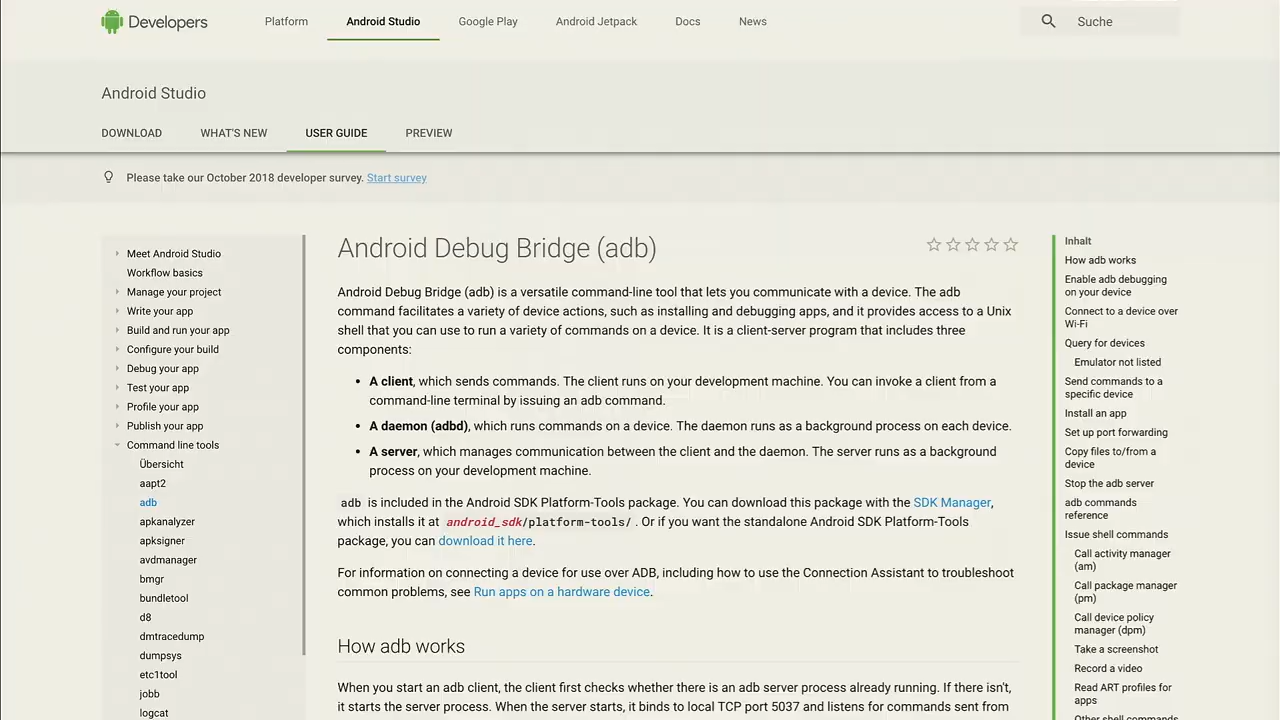 Developers
Platform
Android Studio
Google Play
Android Jetpack
Docs
News
Suche
Android Studio
DOWNLOAD
WHAT'S NEW
USER GUIDE
PREVIEW
Please take our October 2018 developer survey. Start survey
Meet Android Studio
Workflow basics
Manage your project
Write your app
Build and run your app
Configure your build
Debug your app
Test your app
Profile your app
Publish your app
Command line tools
Übersicht
aapt2
adb
apkanalyzer
apksigner
avdmanager
bmgr
bundletool
d8
dmtracedump
dumpsys
etc1tool
jobb
logcat
Android Debug Bridge (adb)
Android Debug Bridge (adb) is a versatile command-line tool that lets you communicate with a device. The adb
command facilitates a variety of device actions, such as installing and debugging apps, and it provides access to a Unix
shell that you can use to run a variety of commands on a device. It is a client-server program that includes three
components:
• A client, which sends commands. The client runs on your development machine. You can invoke a client from a
command-line terminal by issuing an adb command.
• A daemon (adbd), which runs commands on a device. The daemon runs as a background process on each device.
• A server, which manages communication between the client and the daemon. The server runs as a background
process on your development machine.
adb is included in the Android SDK Platform-Tools package. You can download this package with the SDK Manager,
which installs it at android_sdk/platform-tools/. Or if you want the standalone Android SDK Platform-Tools
package, you can download it here.
For information on connecting a device for use over ADB, including how to use the Connection Assistant to troubleshoot
common problems, see Run apps on a hardware device.
How adb works
When you start an adb client, the client first checks whether there is an adb server process already running. If there isn't,
it starts the server process. When the server starts, it binds to local TCP port 5037 and listens for commands sent from
Inhalt
How adb works
Enable adb debugging
on your device
Connect to a device over
Wi-Fi
Query for devices
Emulator not listed
Send commands to a
specific device
Install an app
Set up port forwarding
Copy files to/from a
device
Stop the adb server
adb commands
reference
Issue shell commands
Call activity manager
(am)
Call package manager
(pm)
Call device policy
manager (dpm)
Take a screenshot
Record a video
Read ART profiles for
apps
Other shell commands